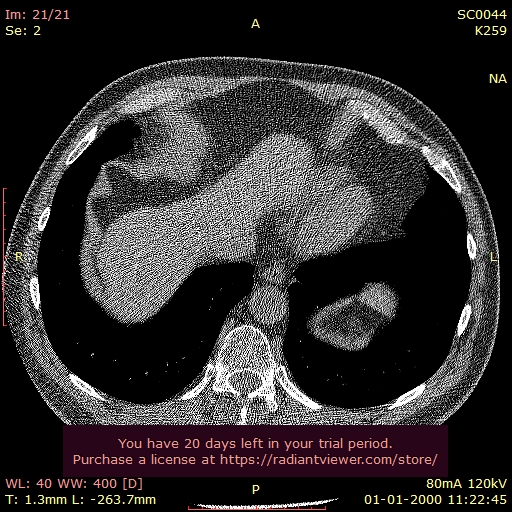 Im: 21/21
Se: 2
A
SC0044
K259
NA
R
L
You have 20 days left in your trial period.
Purchase a license at https://radiantviewer.com/store/
WL: 40 WW: 400 [D]
T: 1.3mm L: -263.7mm
P
80mA 120kV
01-01-2000 11:22:45